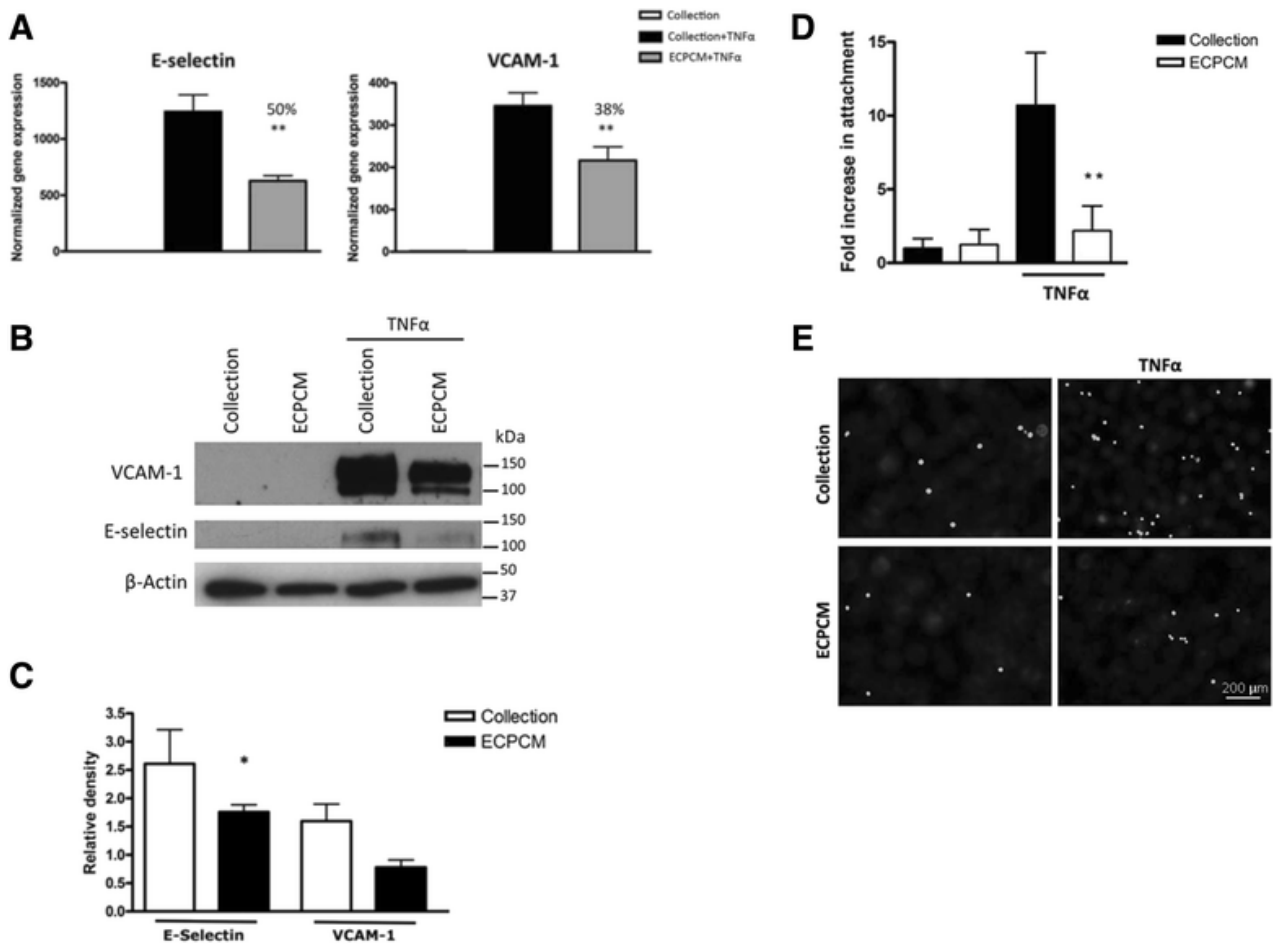 A
Collection
Collection+TNFα
ECPCM+TNFα
E-selectin
Normalized gene expression
1500
1000
500
0
50%
**
VCAM-1
Normalized gene expression
400
300
200
100
0
38%
**
B
TNFα
Collection
ECPCM
Collection
ECPCM
kDa
VCAM-1
150
100
E-selectin
150
100
β-Actin
50
37
C
Collection
ECPCM
Relative density
3.5
3.0
2.5
2.0
1.5
1.0
0.5
0.0
*
E-Selectin
VCAM-1
D
Collection
ECPCM
Fold increase in attachment
15
10
5
0
**
TNFα
E
TNFα
Collection
ECPCM
200 µm